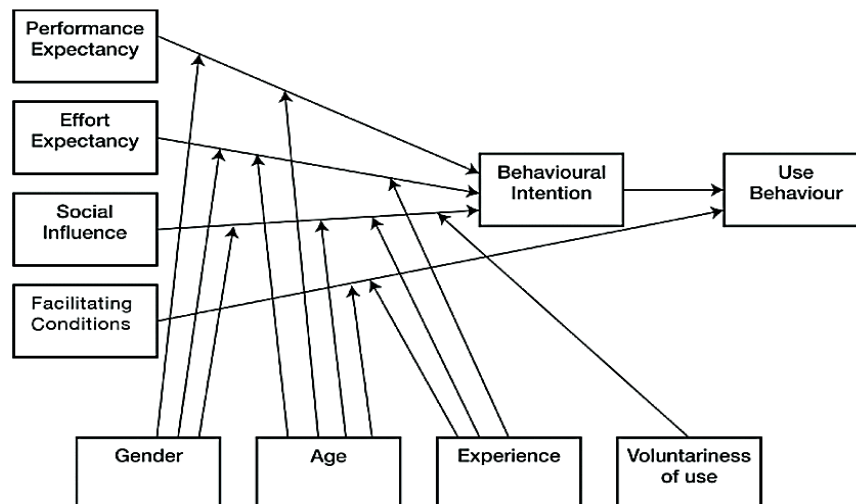 Performance
Expectancy
Effort
Expectancy
Social
Influence
Facilitating
Conditions
Behavioural
Intention
Use
Behaviour
Gender
Age
Experience
Voluntariness
of use